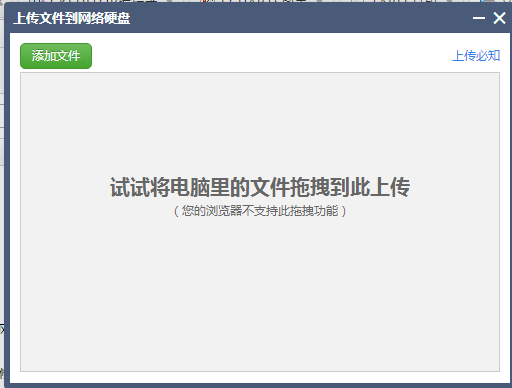 上传文件到网络硬盘
添加文件
上传必知
试试将电脑里的文件拖拽到此上传
（您的浏览器不支持此拖拽功能）